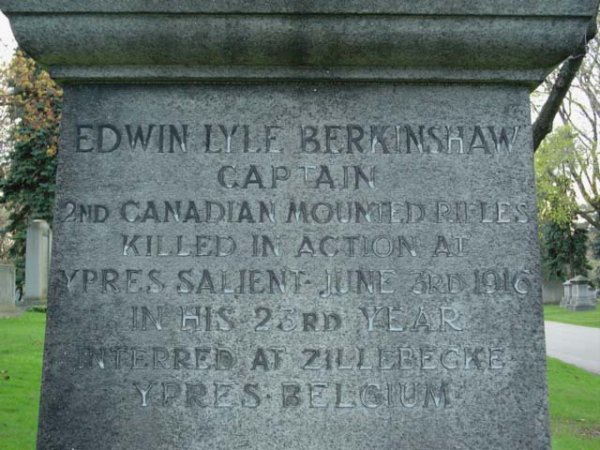 EDWIN LYLE BERKINSHAW
CAPTAIN
2ND CANADIAN MOUNTED RIFLES
KILLED IN ACTION AT
YPRES SALIENT · JUNE 3RD 1916
IN HIS 23RD YEAR
INTERRED AT ZILLEBECKE
YPRES · BELGIUM